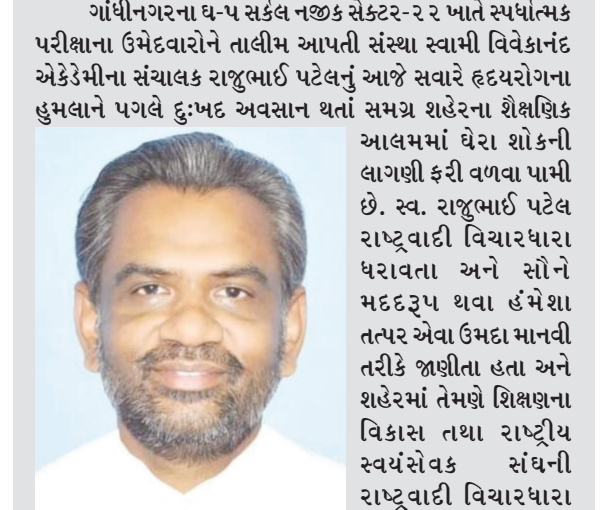 ગાંધીનગરના ઘ-૫ સર્કલ નજીક સેક્ટર-૨૨ ખાતે સ્પર્ધાત્મક
પરીક્ષાના ઉમેદવારોને તાલીમ આપતી સંસ્થા સ્વામી વિવેકાનંદ
એકેડેમીના સંચાલક રાજુભાઈ પટેલનું આજે સવારે હૃદયરોગના
હુમલાને પગલે દુઃખદ અવસાન થતાં સમગ્ર શહેરના શૈક્ષણિક
આલમમાં ઘેરા શોકની
લાગણી ફરી વળવા પામી
છે. સ્વ. રાજુભાઈ પટેલ
રાષ્ટ્રવાદી વિચારધારા
ધરાવતા અને સૌને
મદદરૂપ થવા હંમેશા
તત્પર એવા ઉમદા માનવી
તરીકે જાણીતા હતા અને
શહેરમાં તેમણે શિક્ષણના
વિકાસ તથા રાષ્ટ્રીય
સ્વયંસેવક સંઘની
રાષ્ટ્રવાદી વિચારધારા